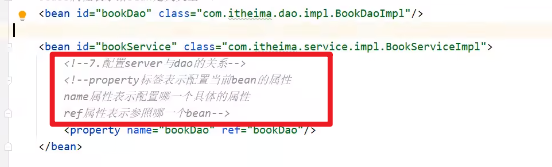 <bean id="bookDao" class="com.itheima.dao.impl.BookDaoImpl"/>
<bean id="bookService" class="com.itheima.service.impl.BookServiceImpl">
<!--7.配置server与dao的关系-->
<!--property标签表示配置当前bean的属性
name属性表示配置哪一个具体的属性
ref属性表示参照哪一个bean-->
<property name="bookDao" ref="bookDao"/>
</bean>